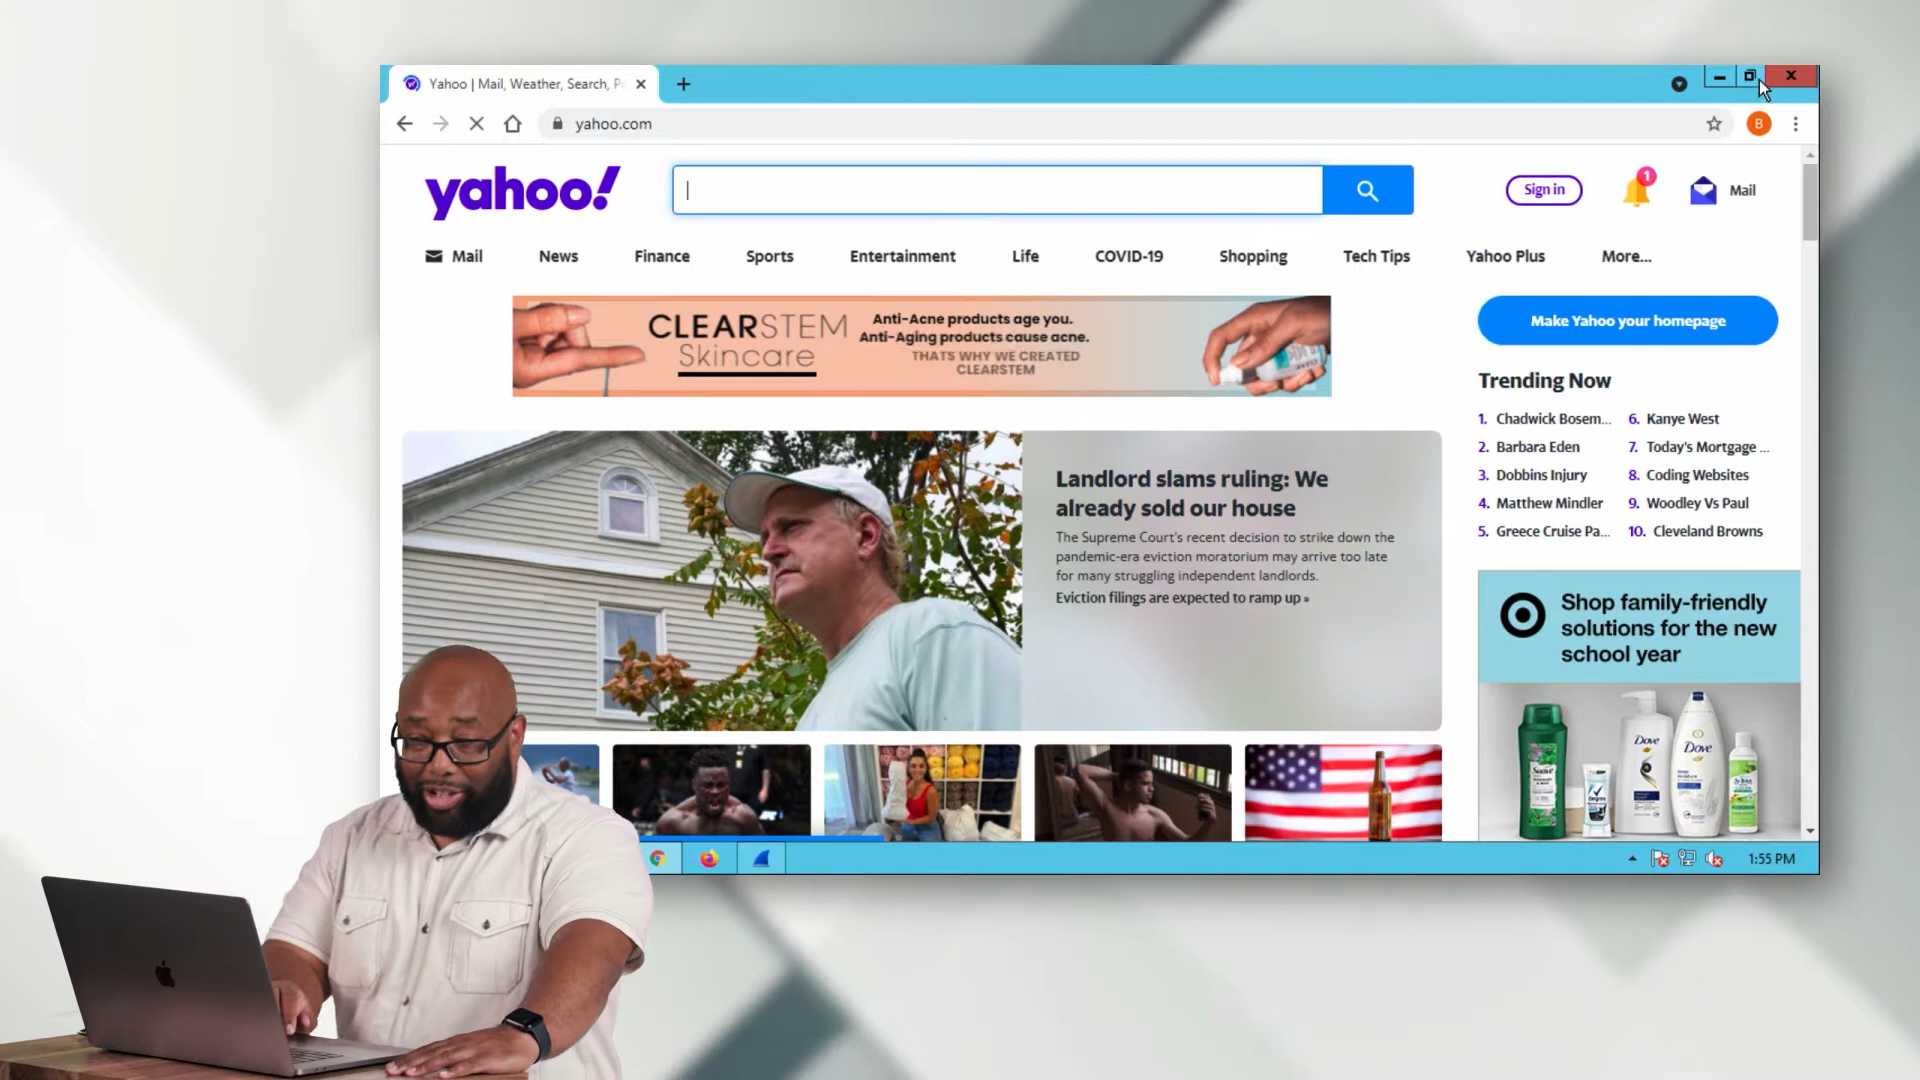 Yahoo | Mail, Weather, Search, Po
yahoo.com
B
yahoo!
Sign in
1
Mail
Mail News Finance Sports Entertainment Life COVID-19 Shopping Tech Tips Yahoo Plus More...
CLEARSTEM
Skincare
Anti-Acne products age you.
Anti-Aging products cause acne.
THATS WHY WE CREATED
CLEARSTEM
Make Yahoo your homepage
Trending Now
1. Chadwick Bosem... 6. Kanye West
2. Barbara Eden 7. Today's Mortgage ...
3. Dobbins Injury 8. Coding Websites
4. Matthew Mindler 9. Woodley Vs Paul
5. Greece Cruise Pa... 10. Cleveland Browns
Landlord slams ruling: We
already sold our house
The Supreme Court's recent decision to strike down the
pandemic-era eviction moratorium may arrive too late
for many struggling independent landlords.
Eviction filings are expected to ramp up »
Shop family-friendly
solutions for the new
school year
Suave
Degree
Dove
Dove
1:55 PM